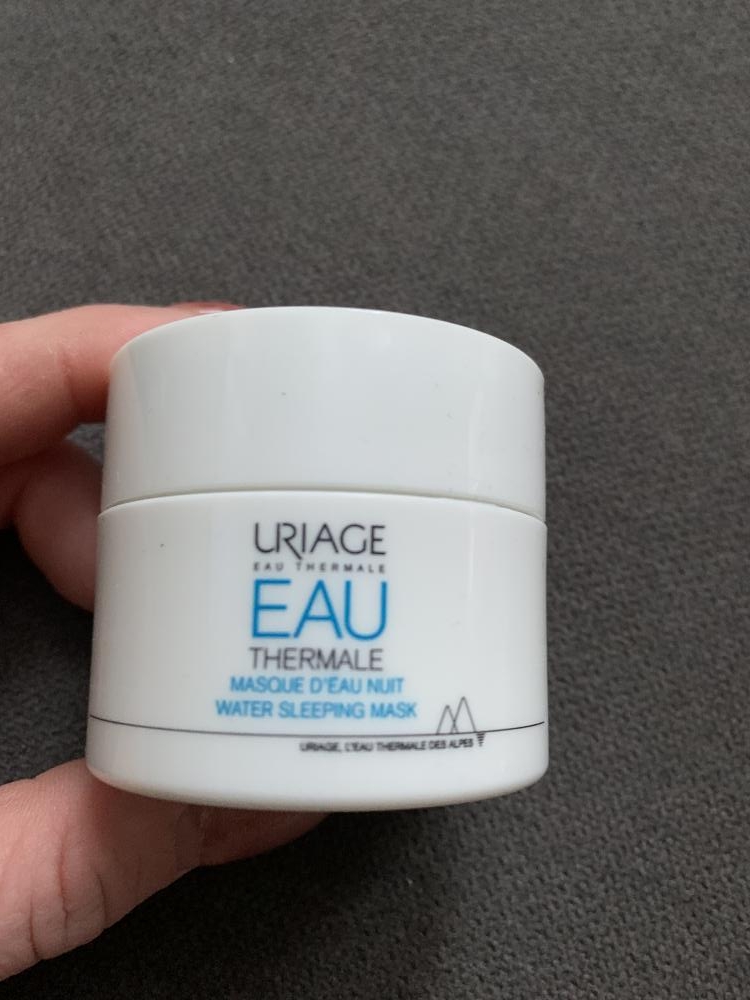 URIAGE
EAU THERMALE
EAU
THERMALE
MASQUE D'EAU NUIT
WATER SLEEPING MASK
URIAGE, L'EAU THERMALE DES ALPES